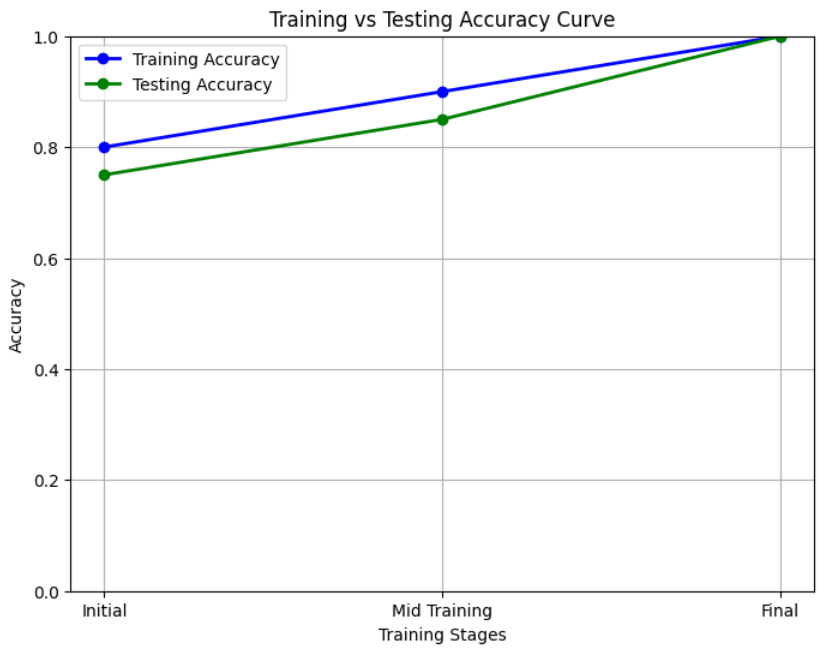 Training vs Testing Accuracy Curve
Training Accuracy
Testing Accuracy
1.0
0.8
0.6
0.4
0.2
0.0
Accuracy
Initial
Mid Training
Final
Training Stages